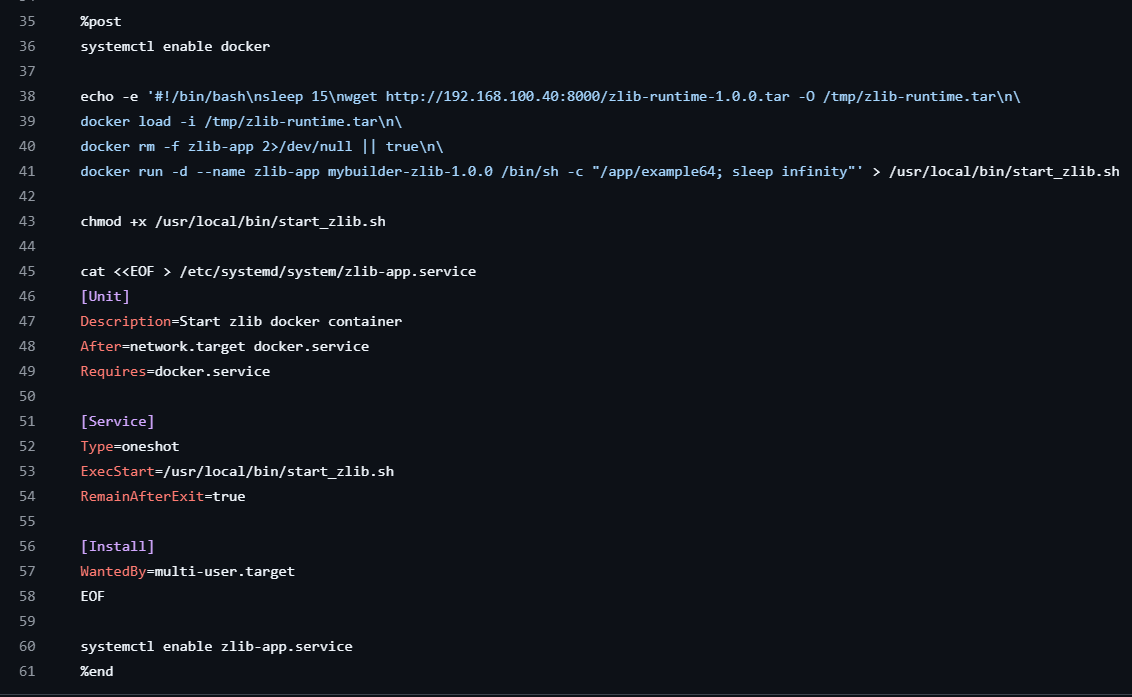 35 %post
36 systemctl enable docker
37
38 echo -e '#!/bin/bash\nsleep 15\nwget http://192.168.100.40:8000/zlib-runtime-1.0.0.tar -O /tmp/zlib-runtime.tar\n\
39 docker load -i /tmp/zlib-runtime.tar\n\
40 docker rm -f zlib-app 2>/dev/null || true\n\
41 docker run -d --name zlib-app mybuilder-zlib-1.0.0 /bin/sh -c "/app/example64; sleep infinity"' > /usr/local/bin/start_zlib.sh
42
43 chmod +x /usr/local/bin/start_zlib.sh
44
45 cat <<EOF > /etc/systemd/system/zlib-app.service
46 [Unit]
47 Description=Start zlib docker container
48 After=network.target docker.service
49 Requires=docker.service
50
51 [Service]
52 Type=oneshot
53 ExecStart=/usr/local/bin/start_zlib.sh
54 RemainAfterExit=true
55
56 [Install]
57 WantedBy=multi-user.target
58 EOF
59
60 systemctl enable zlib-app.service
61 %end